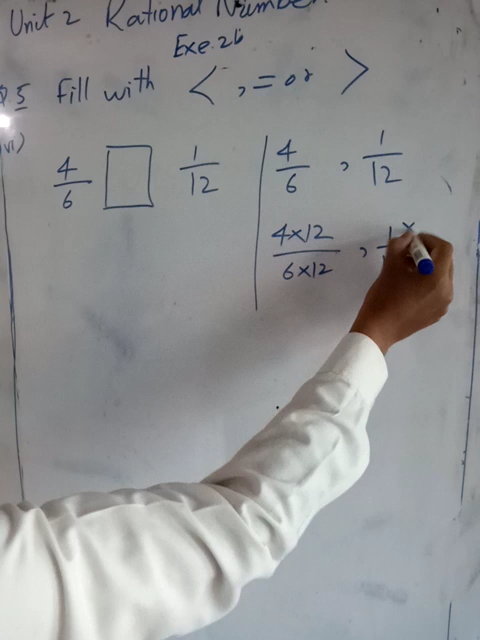 Unit 2 Rational Number
Exe. 2b
Q5 Fill with < , = or >
vi)
4/6 □ 1/12 | 4/6 , 1/12
4×12/6×12 , 1×